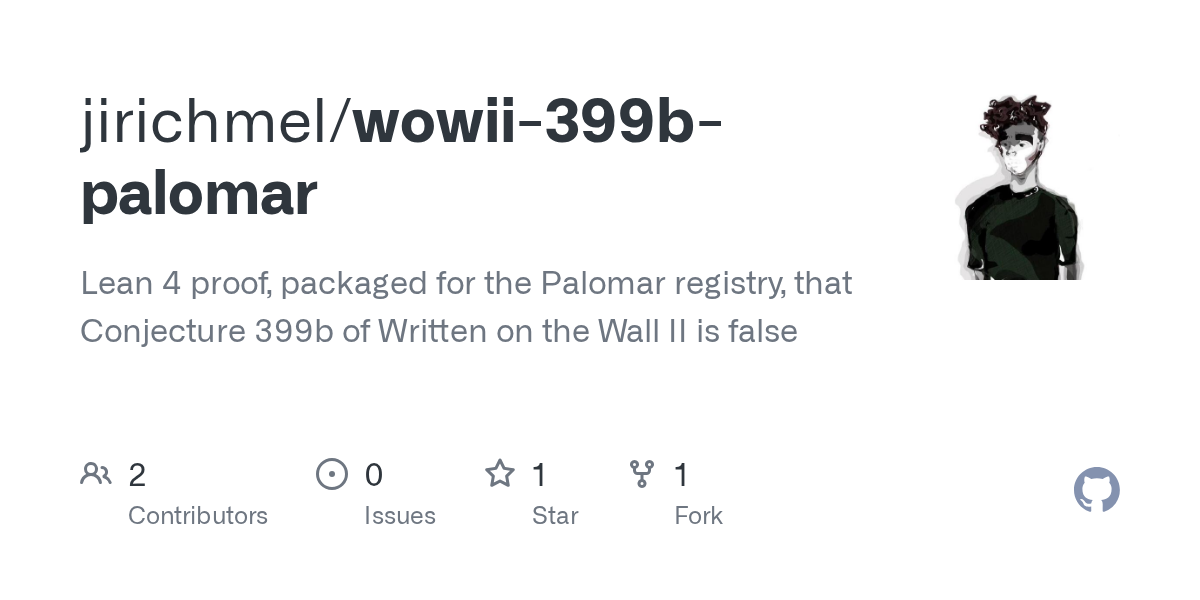 jirichmel/wowii-399b-
palomar
Lean 4 proof, packaged for the Palomar registry, that
Conjecture 399b of Written on the Wall II is false
2 0 1 1
Contributors Issues Star Fork